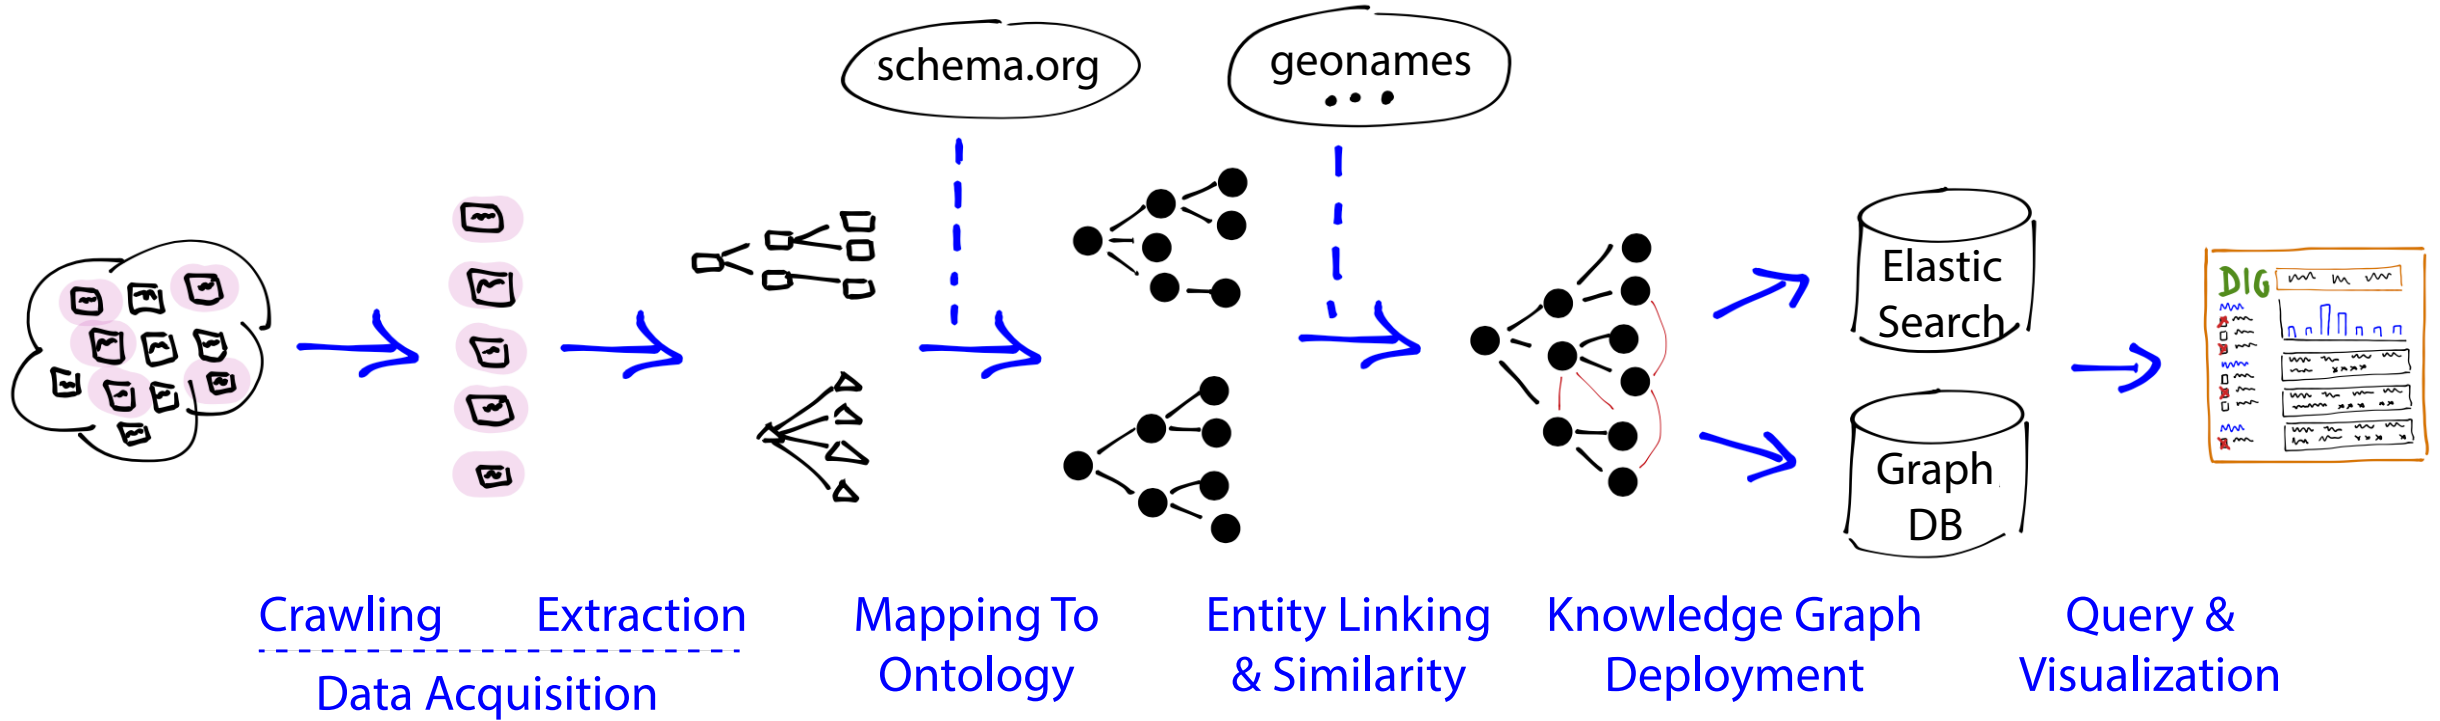 schema.org
geonames
Elastic
Search
Graph
DB
DIG
Crawling
Extraction
Data Acquisition
Mapping To
Ontology
Entity Linking
& Similarity
Knowledge Graph
Deployment
Query &
Visualization